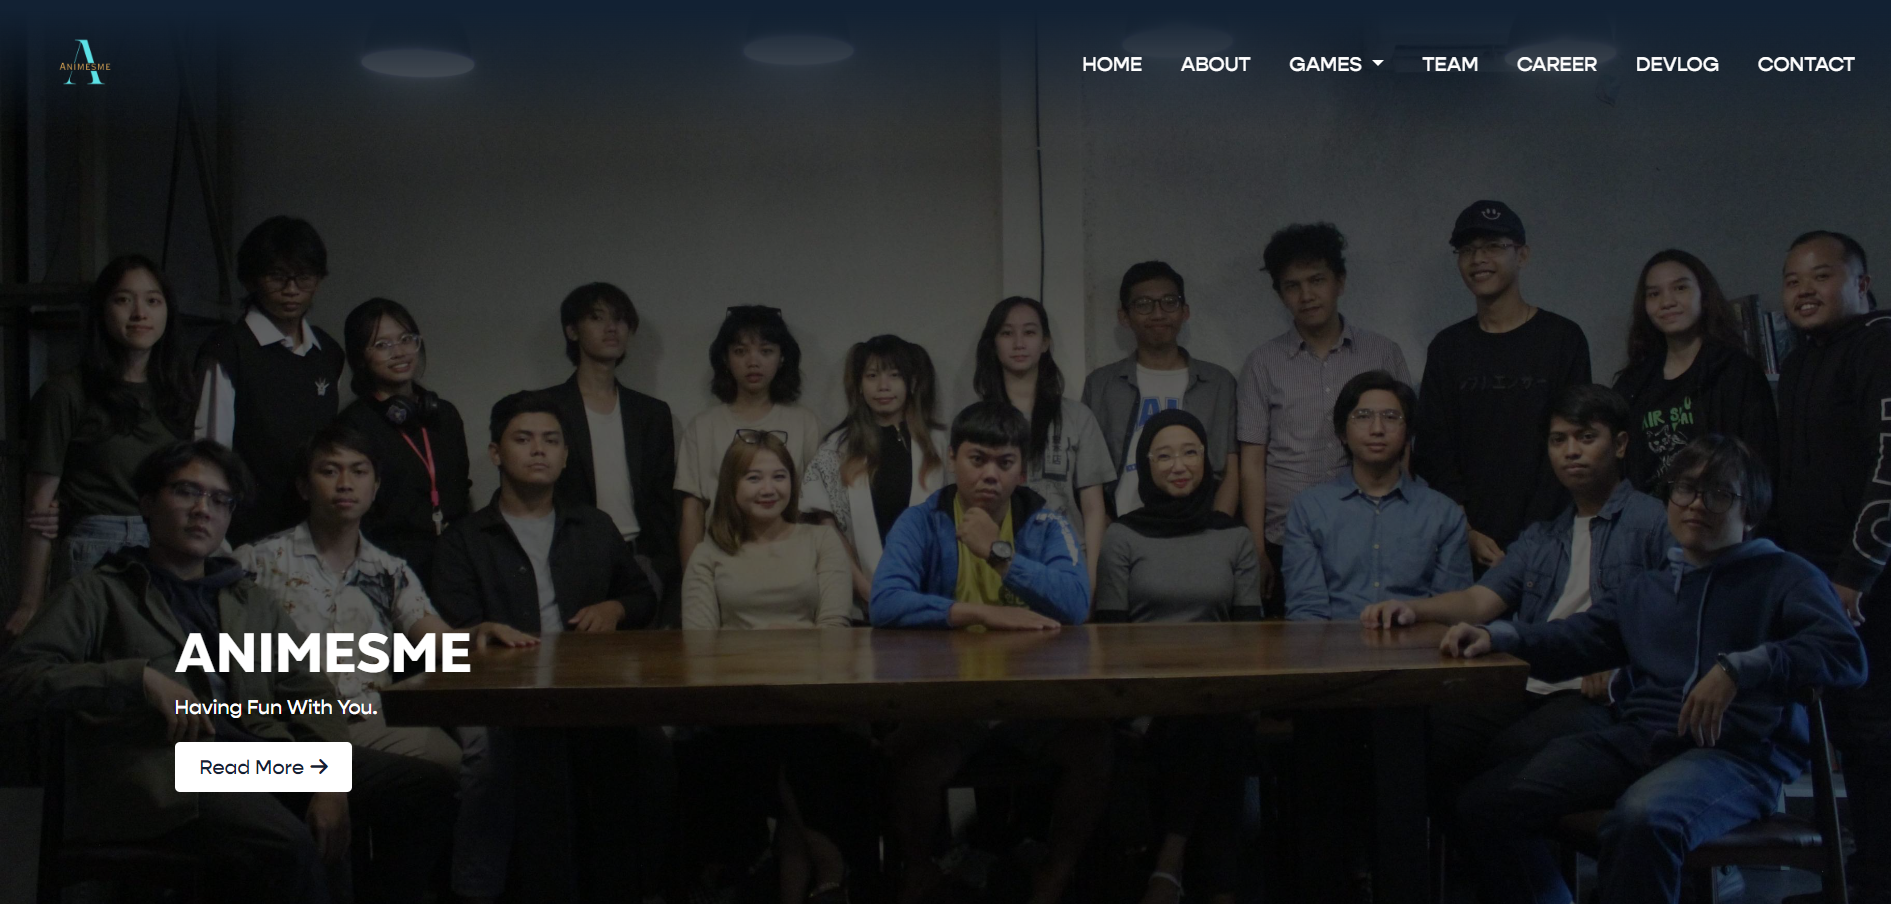 ANIMESME
HOME
ABOUT
GAMES
TEAM
CAREER
DEVLOG
CONTACT
ANIMESME
Having Fun With You.
Read More →